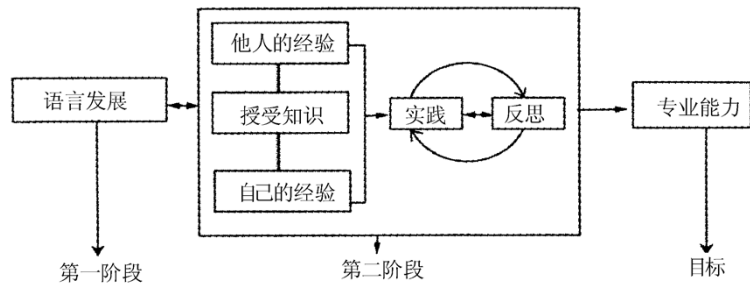 他人的经验
语言发展
授受知识
实践
反思
专业能力
自己的经验
第一阶段
第二阶段
目标